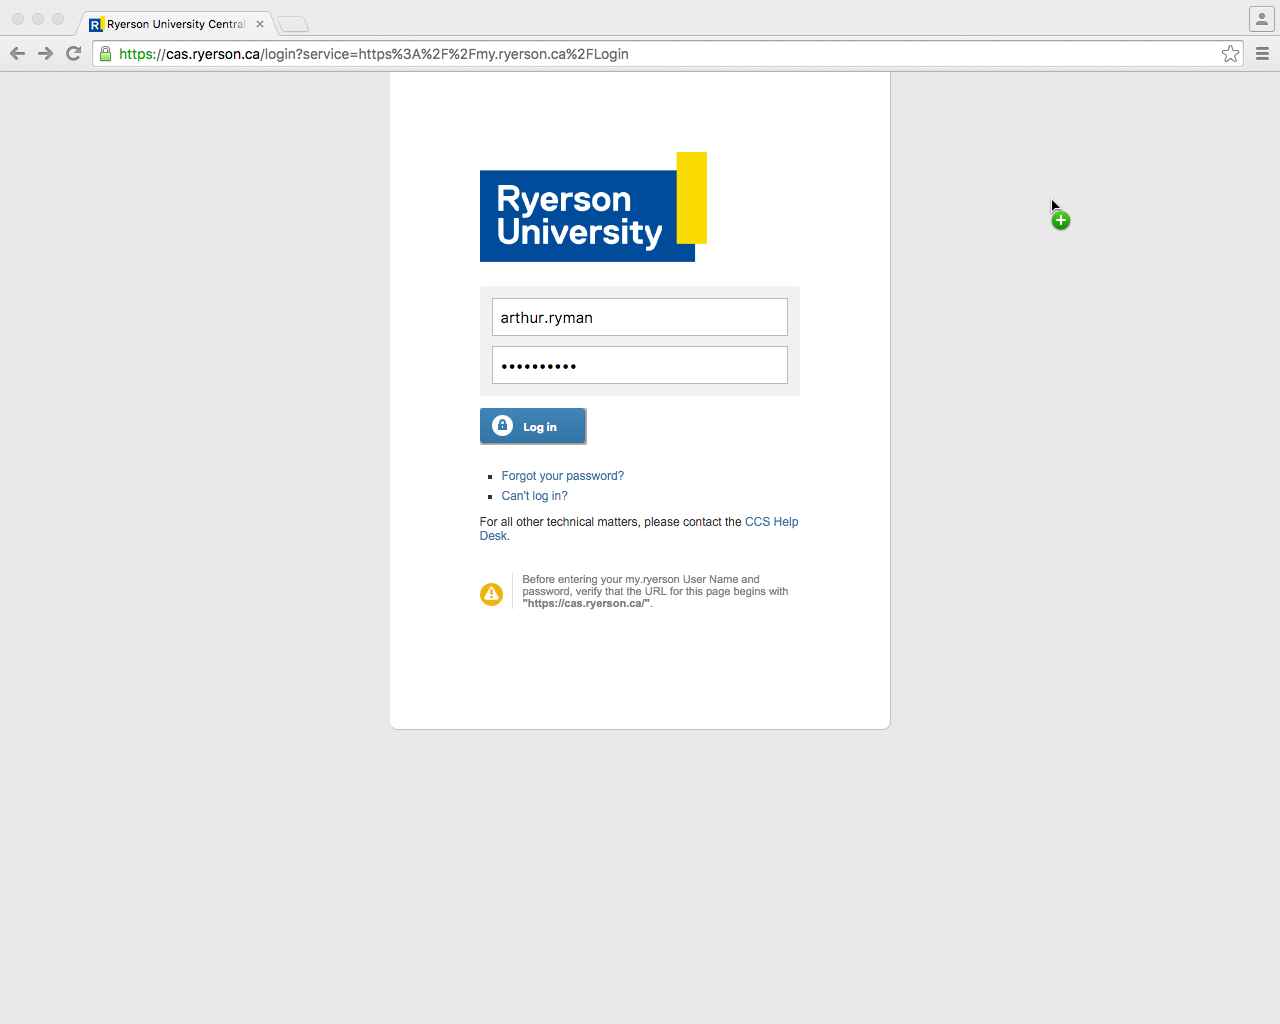 Ryerson University Centra
https://cas.ryerson.ca/login?service=https%3A%2F%2Fmy.ryerson.ca%2FLogin
Ryerson
University
arthur.ryman
••••••••••
Log in
Forgot your password?
Can't log in?
For all other technical matters, please contact the CCS Help
Desk.
Before entering your my.ryerson User Name and
password, verify that the URL for this page begins with
"https://cas.ryerson.ca/".